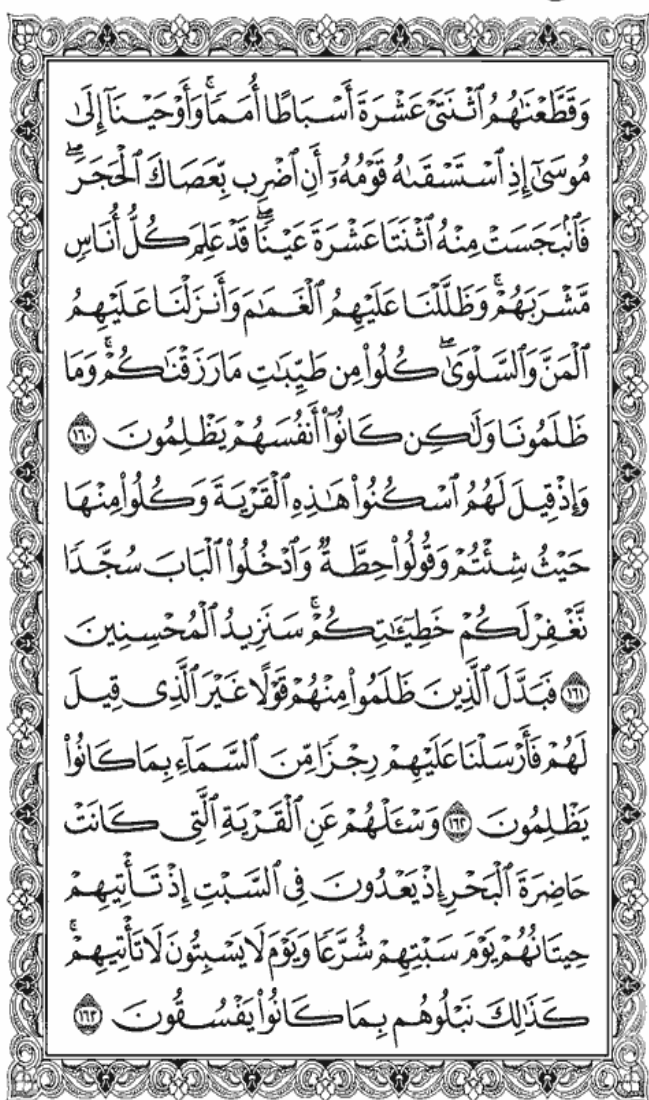 وَقَطَّعْنَٰهُمُ ٱثْنَتَىْ عَشْرَةَ أَسْبَاطًا أُمَمًا ۚ وَأَوْحَيْنَآ إِلَىٰ
مُوسَىٰٓ إِذِ ٱسْتَسْقَىٰهُ قَوْمُهُۥٓ أَنِ ٱضْرِب بِّعَصَاكَ ٱلْحَجَرَ ۖ
فَٱنۢبَجَسَتْ مِنْهُ ٱثْنَتَا عَشْرَةَ عَيْنًا ۖ قَدْ عَلِمَ كُلُّ أُنَاسٍ
مَّشْرَبَهُمْ ۚ وَظَلَّلْنَا عَلَيْهِمُ ٱلْغَمَٰمَ وَأَنزَلْنَا عَلَيْهِمُ
ٱلْمَنَّ وَٱلسَّلْوَىٰ ۖ كُلُوا۟ مِن طَيِّبَٰتِ مَا رَزَقْنَٰكُمْ ۚ وَمَا
ظَلَمُونَا وَلَٰكِن كَانُوٓا۟ أَنفُسَهُمْ يَظْلِمُونَ ۝١٦٠
وَإِذْ قِيلَ لَهُمُ ٱسْكُنُوا۟ هَٰذِهِ ٱلْقَرْيَةَ وَكُلُوا۟ مِنْهَا
حَيْثُ شِئْتُمْ وَقُولُوا۟ حِطَّةٌ وَٱدْخُلُوا۟ ٱلْبَابَ سُجَّدًا
نَّغْفِرْ لَكُمْ خَطِيٓـَٰٔتِكُمْ ۚ سَنَزِيدُ ٱلْمُحْسِنِينَ
۝١٦١ فَبَدَّلَ ٱلَّذِينَ ظَلَمُوا۟ مِنْهُمْ قَوْلًا غَيْرَ ٱلَّذِى قِيلَ
لَهُمْ فَأَرْسَلْنَا عَلَيْهِمْ رِجْزًا مِّنَ ٱلسَّمَآءِ بِمَا كَانُوا۟
يَظْلِمُونَ ۝١٦٢ وَسْـَٔلْهُمْ عَنِ ٱلْقَرْيَةِ ٱلَّتِى كَانَتْ
حَاضِرَةَ ٱلْبَحْرِ إِذْ يَعْدُونَ فِى ٱلسَّبْتِ إِذْ تَأْتِيهِمْ
حِيتَانُهُمْ يَوْمَ سَبْتِهِمْ شُرَّعًا وَيَوْمَ لَا يَسْبِتُونَ لَا تَأْتِيهِمْ ۚ
كَذَٰلِكَ نَبْلُوهُم بِمَا كَانُوا۟ يَفْسُقُونَ ۝١٦٣